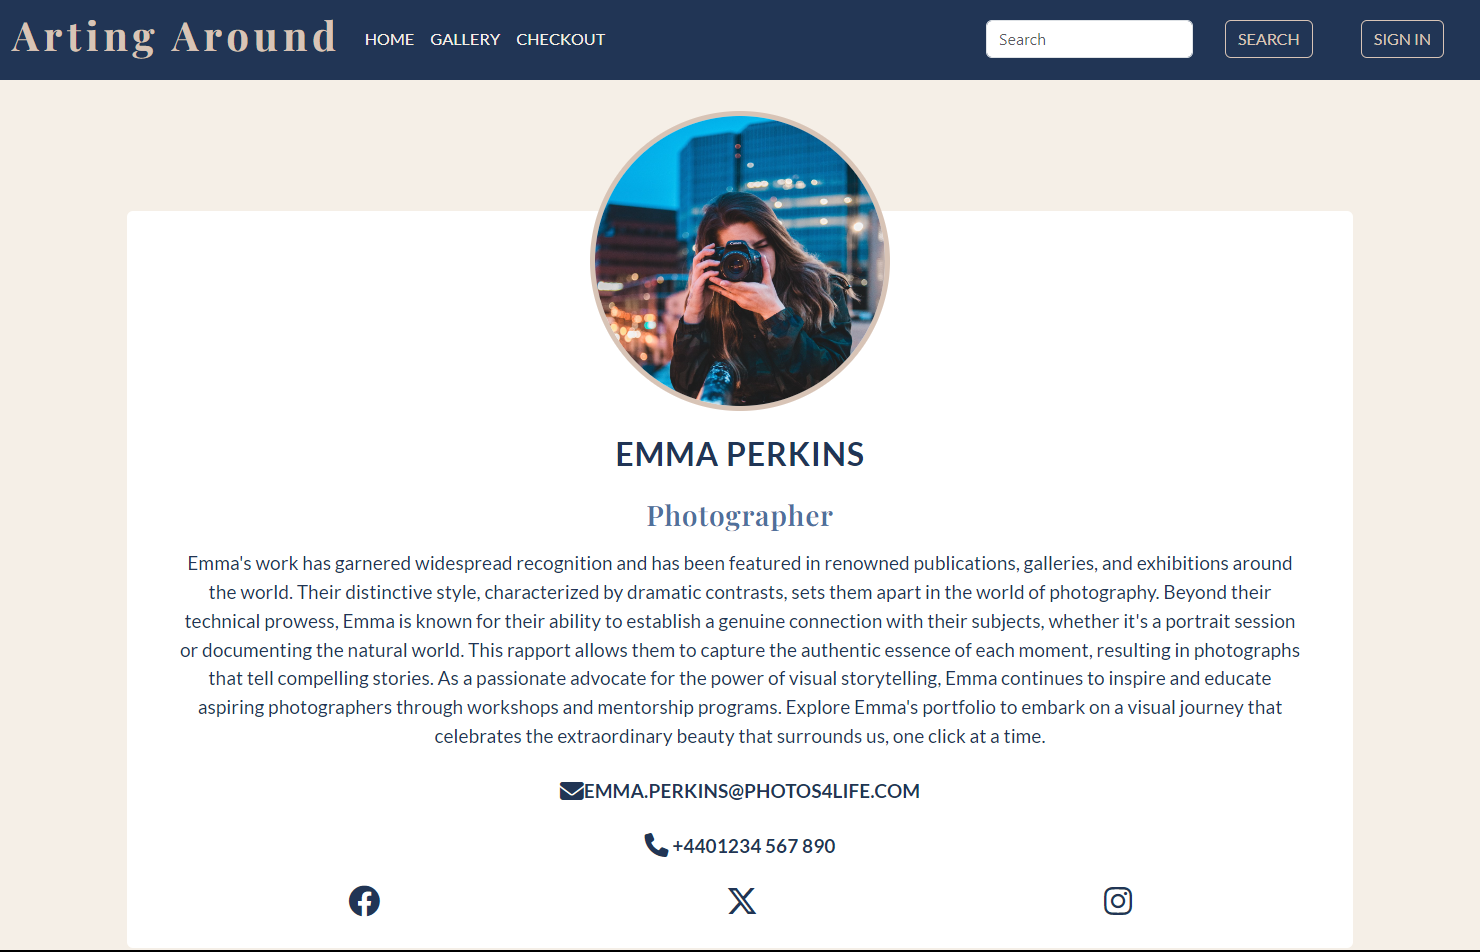 Arting Around HOME GALLERY CHECKOUT Search SEARCH SIGN IN
Canon
EMMA PERKINS
Photographer
Emma's work has garnered widespread recognition and has been featured in renowned publications, galleries, and exhibitions around
the world. Their distinctive style, characterized by dramatic contrasts, sets them apart in the world of photography. Beyond their
technical prowess, Emma is known for their ability to establish a genuine connection with their subjects, whether it's a portrait session
or documenting the natural world. This rapport allows them to capture the authentic essence of each moment, resulting in photographs
that tell compelling stories. As a passionate advocate for the power of visual storytelling, Emma continues to inspire and educate
aspiring photographers through workshops and mentorship programs. Explore Emma's portfolio to embark on a visual journey that
celebrates the extraordinary beauty that surrounds us, one click at a time.
EMMA.PERKINS@PHOTOS4LIFE.COM
+4401234 567 890